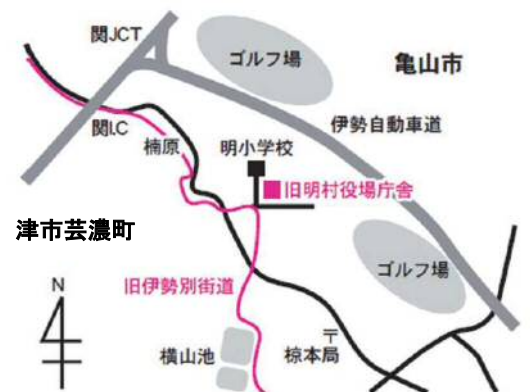 関JCT
ゴルフ場
亀山市
伊勢自動車道
関I.C
楠原
明小学校
旧明村役場庁舎
津市芸濃町
ゴルフ場
N
旧伊勢別街道
〒
横山池
椋本局